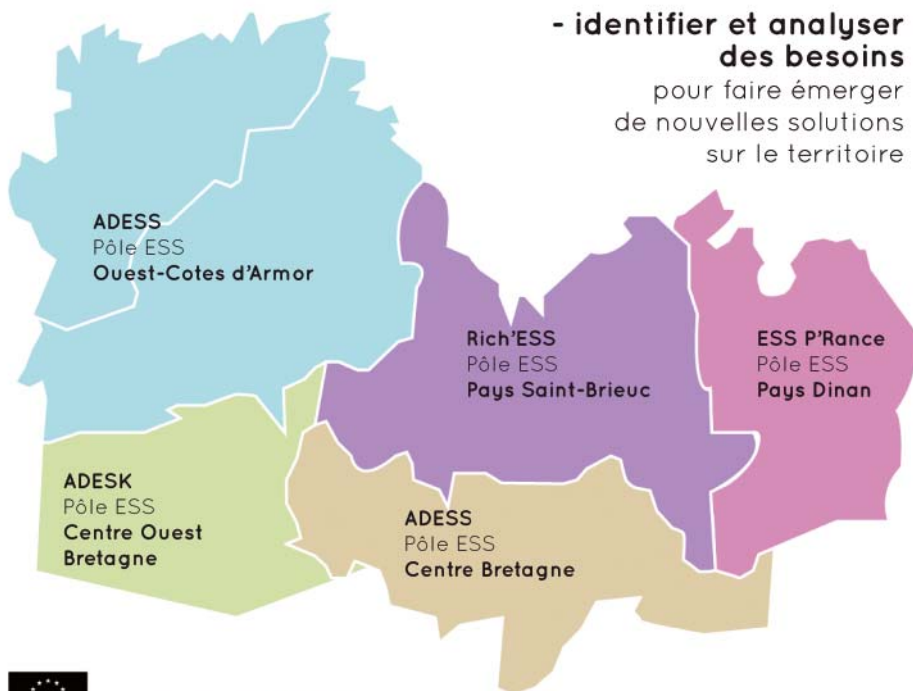 - identifier et analyser
des besoins
pour faire émerger
de nouvelles solutions
sur le territoire
ADESS
Pôle ESS
Ouest-Cotes d'Armor
Rich'ESS
Pôle ESS
Pays Saint-Brieuc
ESS P'Rance
Pôle ESS
Pays Dinan
ADESK
Pôle ESS
Centre Ouest
Bretagne
ADESS
Pôle ESS
Centre Bretagne